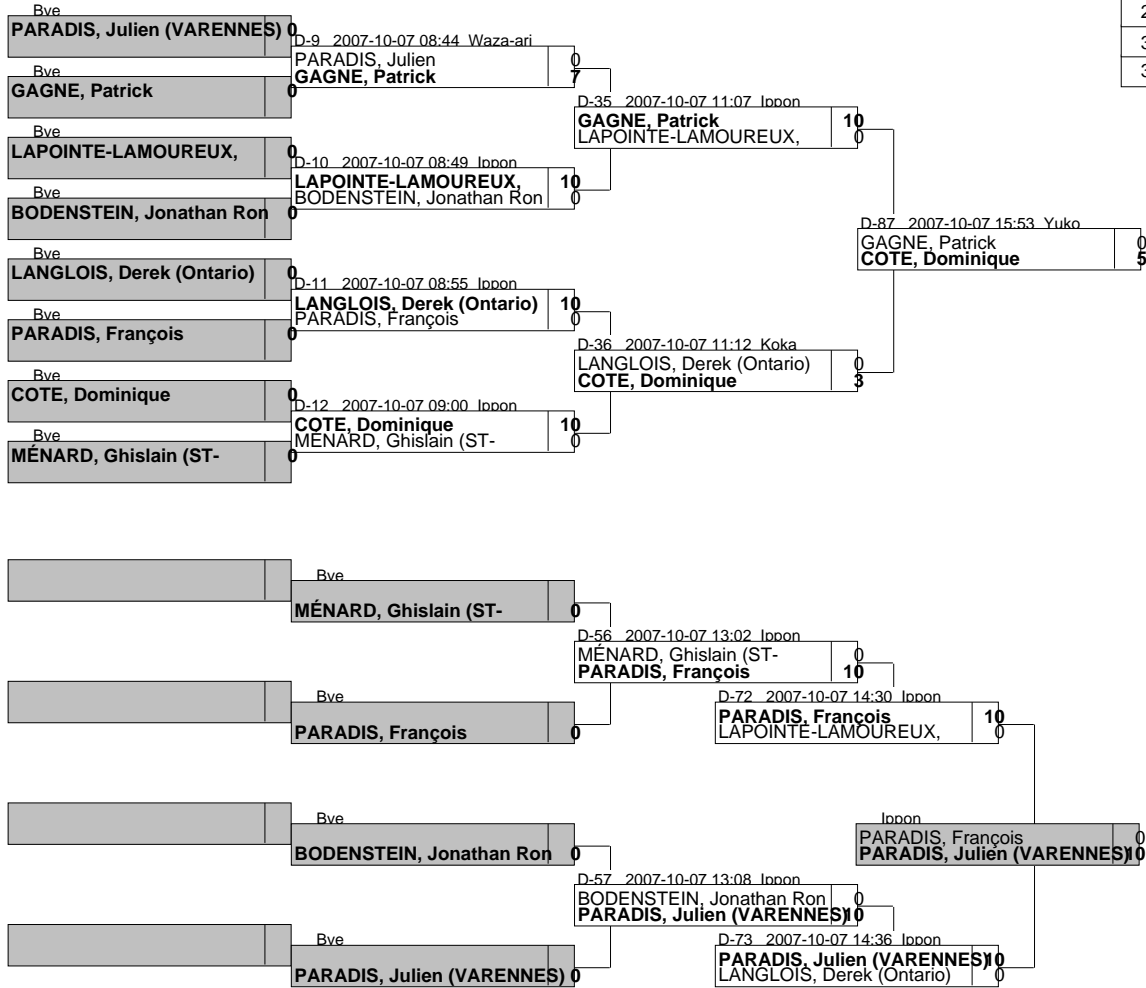 Bye
PARADIS, Julien (VARENNES) 0
Bye
GAGNE, Patrick 0
Bye
LAPOINTE-LAMOUREUX, 0
Bye
BODENSTEIN, Jonathan Ron 0
Bye
LANGLOIS, Derek (Ontario) 0
Bye
PARADIS, François 0
Bye
COTE, Dominique 0
Bye
MÉNARD, Ghislain (ST- 0
D-9 2007-10-07 08:44 Waza-ari
PARADIS, Julien 0
GAGNE, Patrick 7
D-10 2007-10-07 08:49 Ippon
LAPOINTE-LAMOUREUX, 10
BODENSTEIN, Jonathan Ron 0
D-11 2007-10-07 08:55 Ippon
LANGLOIS, Derek (Ontario) 10
PARADIS, François 0
D-12 2007-10-07 09:00 Ippon
COTE, Dominique 10
MÉNARD, Ghislain (ST- 0
D-35 2007-10-07 11:07 Ippon
GAGNE, Patrick 10
LAPOINTE-LAMOUREUX, 0
D-36 2007-10-07 11:12 Koka
LANGLOIS, Derek (Ontario) 0
COTE, Dominique 3
D-87 2007-10-07 15:53 Yuko
GAGNE, Patrick 0
COTE, Dominique 5
2
3
3
Bye
MÉNARD, Ghislain (ST- 0
Bye
PARADIS, François 0
Bye
BODENSTEIN, Jonathan Ron 0
Bye
PARADIS, Julien (VARENNES) 0
D-56 2007-10-07 13:02 Ippon
MÉNARD, Ghislain (ST- 0
PARADIS, François 10
D-57 2007-10-07 13:08 Ippon
BODENSTEIN, Jonathan Ron 0
PARADIS, Julien (VARENNES) 10
D-72 2007-10-07 14:30 Ippon
PARADIS, François 10
LAPOINTE-LAMOUREUX, 0
D-73 2007-10-07 14:36 Ippon
PARADIS, Julien (VARENNES) 10
LANGLOIS, Derek (Ontario) 0
Ippon
PARADIS, François 0
PARADIS, Julien (VARENNES) 10